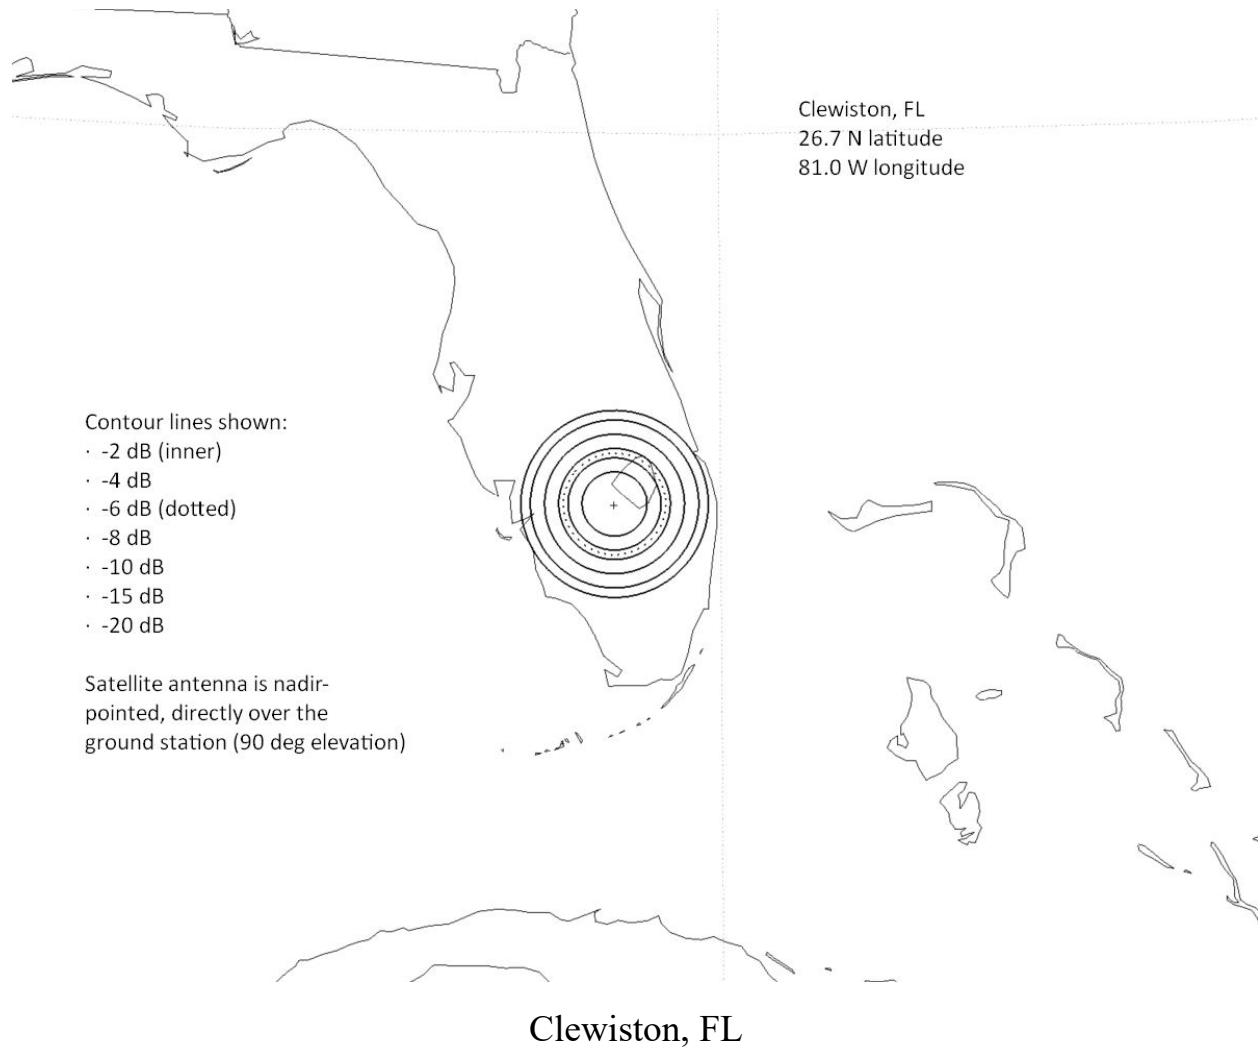 Clewiston, FL
26.7 N latitude
81.0 W longitude
Contour lines shown:
· -2 dB (inner)
· -4 dB
· -6 dB (dotted)
· -8 dB
· -10 dB
· -15 dB
· -20 dB
Satellite antenna is nadir-
pointed, directly over the
ground station (90 deg elevation)
Clewiston, FL